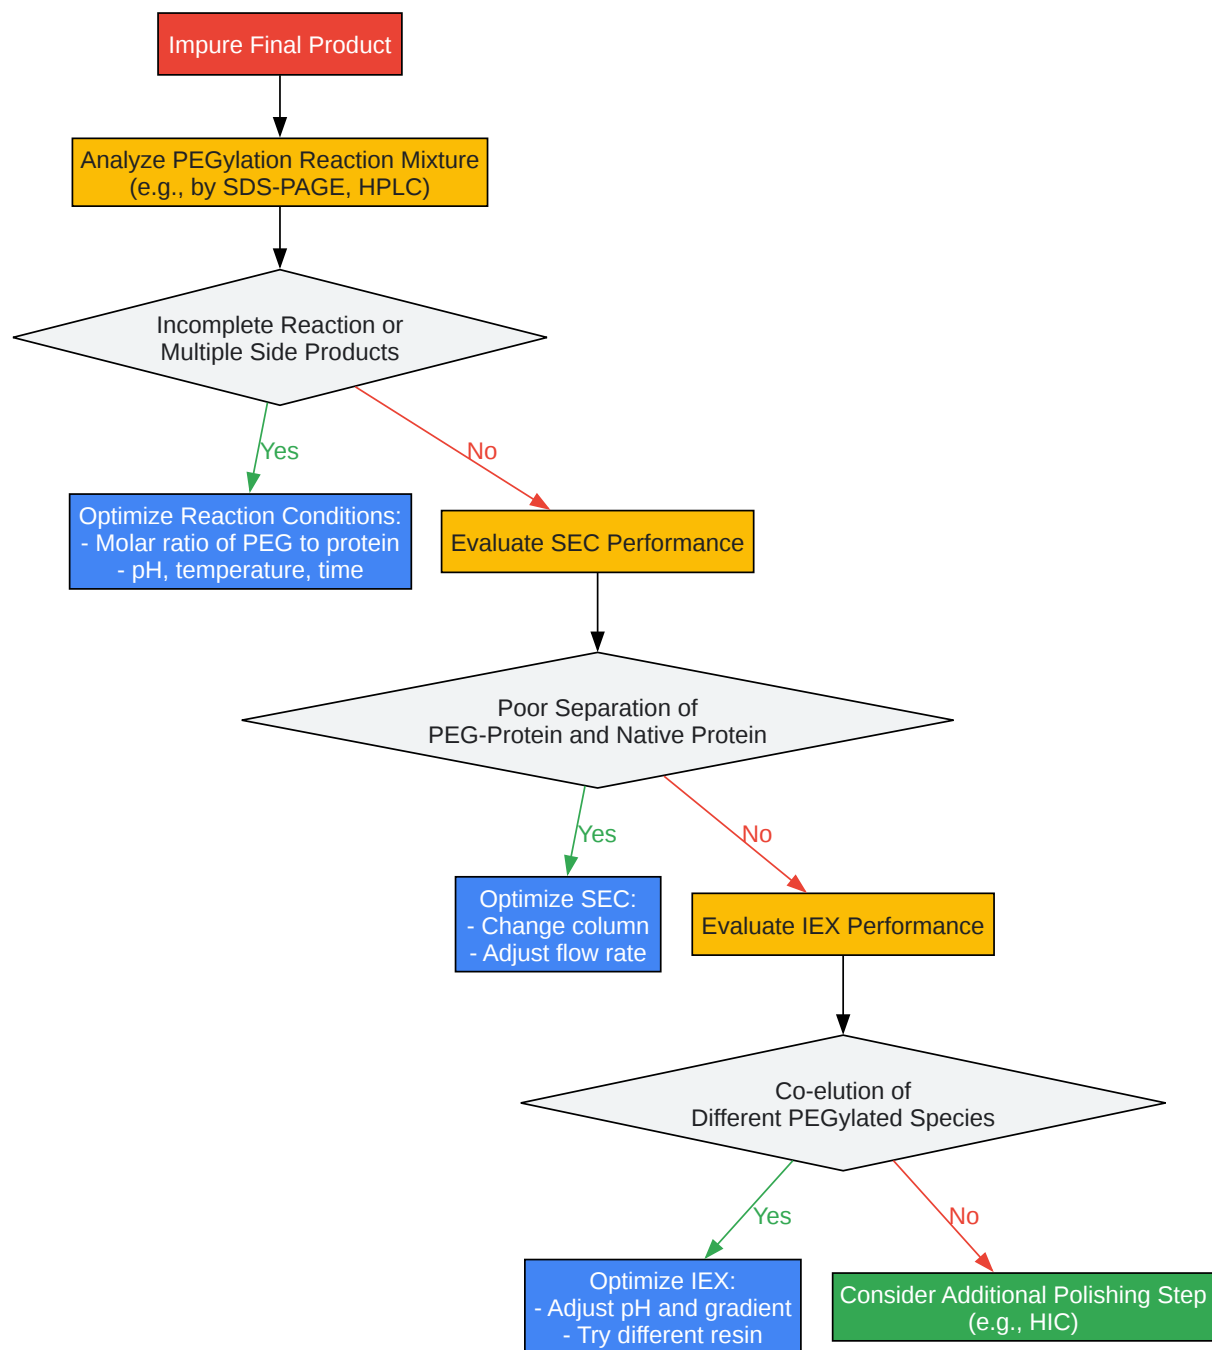 Impure Final Product
Analyze PEGylation Reaction Mixture
(e.g., by SDS-PAGE, HPLC)
Incomplete Reaction or
Multiple Side Products
Yes
No
Optimize Reaction Conditions:
- Molar ratio of PEG to protein
- pH, temperature, time
Evaluate SEC Performance
Poor Separation of
PEG-Protein and Native Protein
Yes
No
Optimize SEC:
- Change column
- Adjust flow rate
Evaluate IEX Performance
Co-elution of
Different PEGylated Species
Yes
No
Optimize IEX:
- Adjust pH and gradient
- Try different resin
Consider Additional Polishing Step
(e.g., HIC)